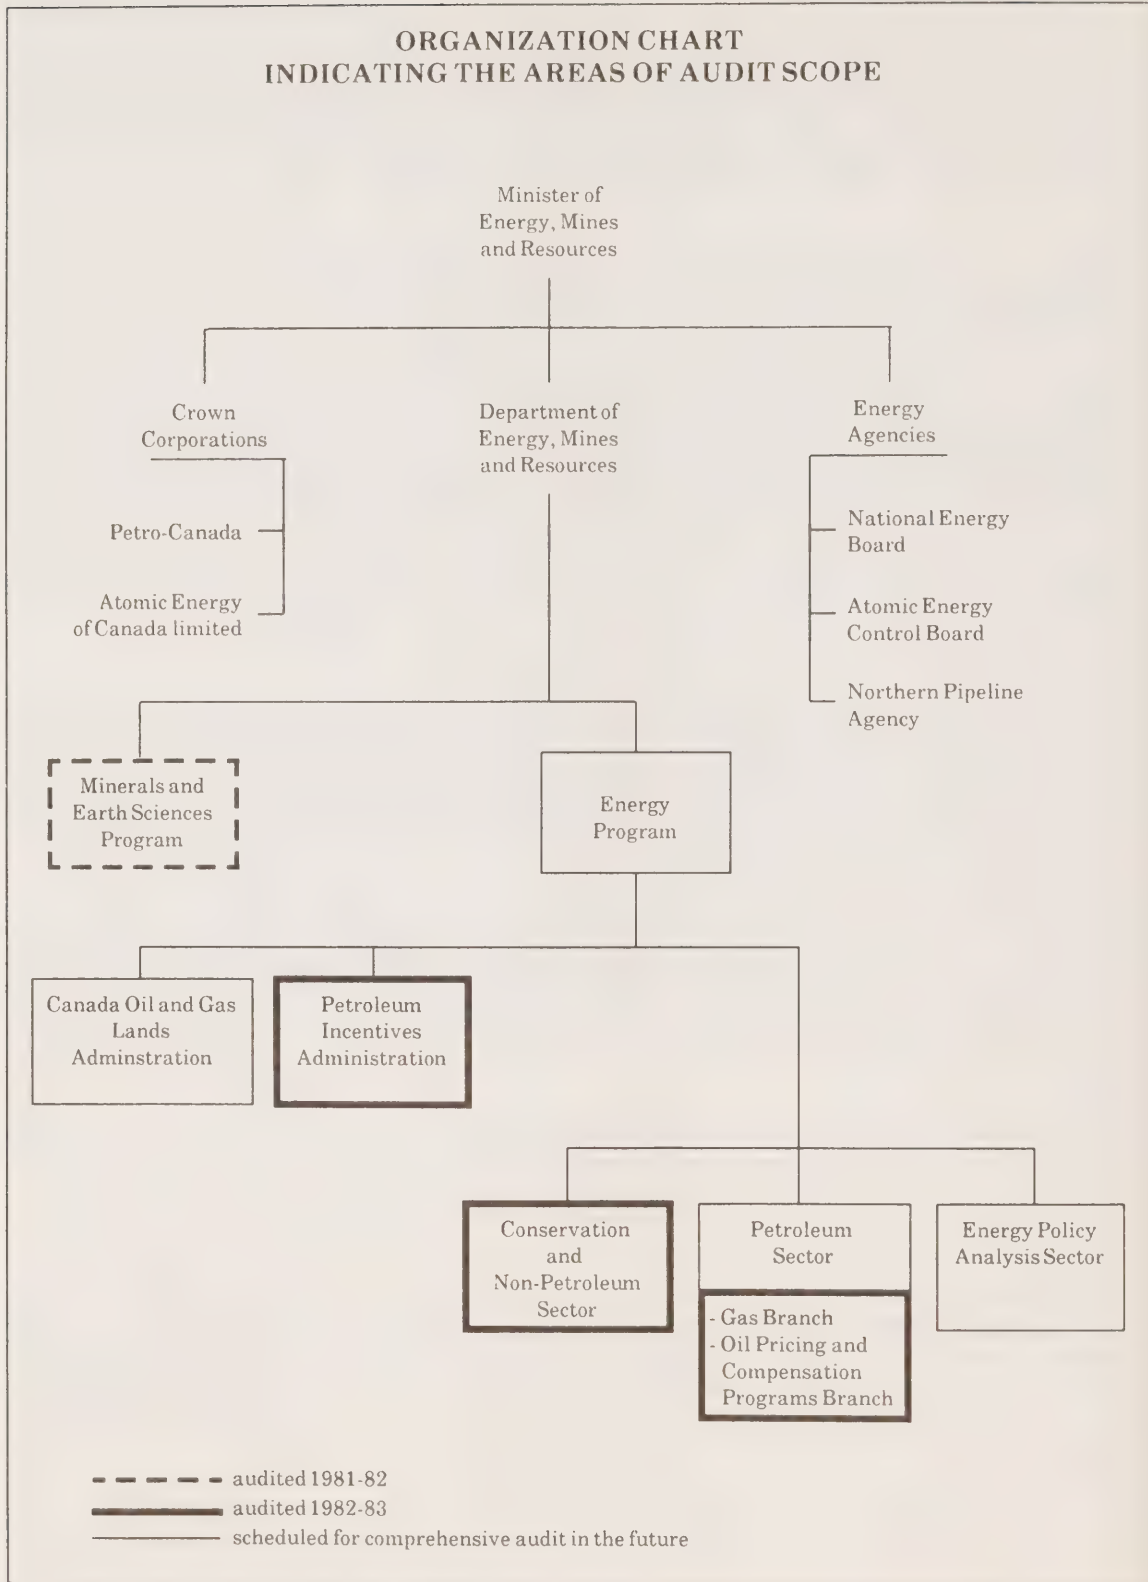 ORGANIZATION CHART
INDICATING THE AREAS OF AUDIT SCOPE
Minister of
Energy, Mines
and Resources
Crown
Corporations
Petro-Canada
Atomic Energy
of Canada limited
Department of
Energy, Mines
and Resources
Energy
Agencies
National Energy
Board
Atomic Energy
Control Board
Northern Pipeline
Agency
Minerals and
Earth Sciences
Program
Energy
Program
Canada Oil and Gas
Lands
Adminstration
Petroleum
Incentives
Administration
Conservation
and
Non-Petroleum
Sector
Petroleum
Sector
- Gas Branch
- Oil Pricing and
Compensation
Programs Branch
Energy Policy
Analysis Sector
audited 1981-82
audited 1982-83
scheduled for comprehensive audit in the future